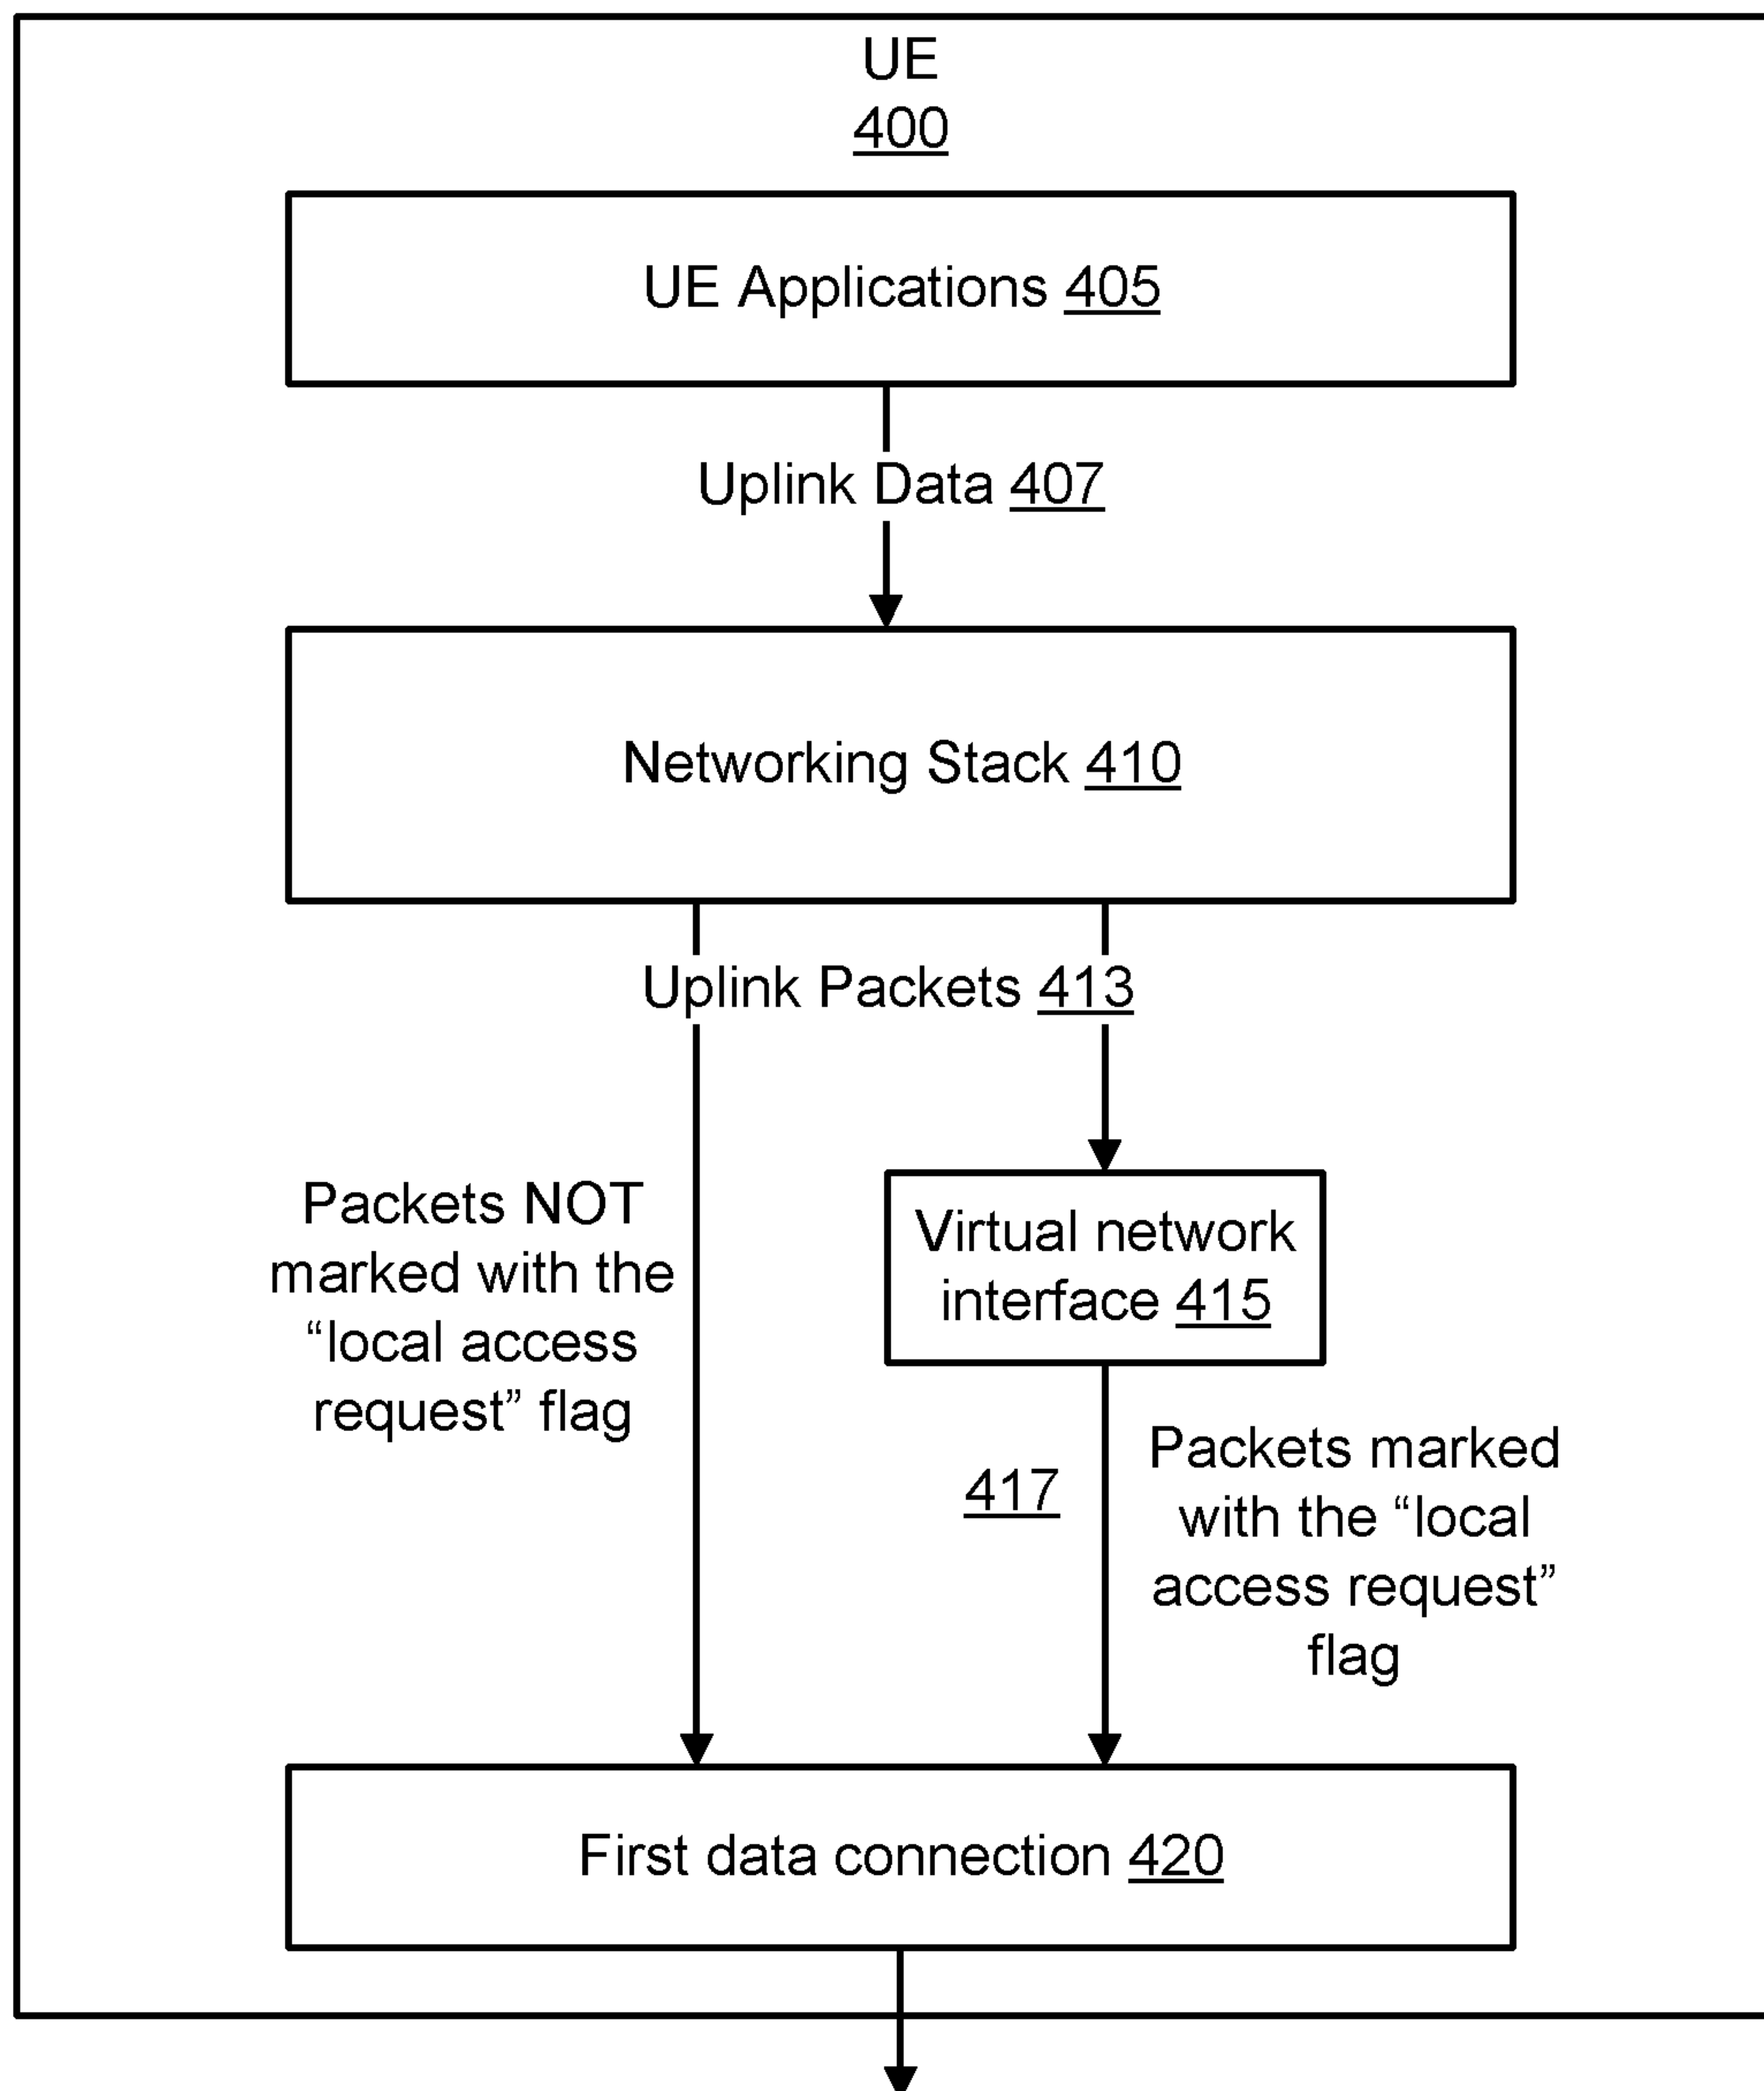 UE
400
UE Applications 405
Uplink Data 407
Networking Stack 410
Uplink Packets 413
Packets NOT
marked with the
“local access
request” flag
Virtual network
interface 415
417
Packets marked
with the “local
access request”
flag
First data connection 420